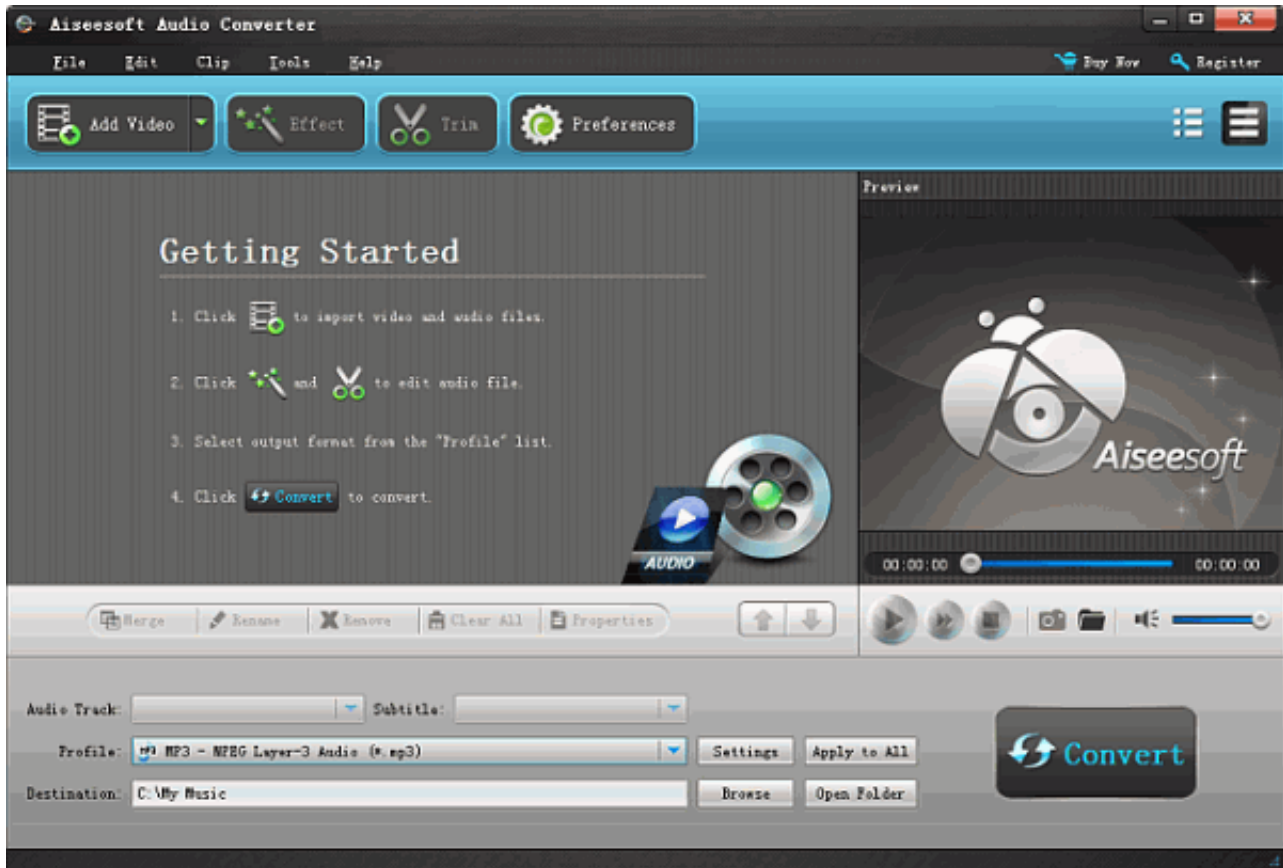 Aiseesoft Audio Converter
File Edit Clip Tools Help Buy Now Register
Add Video Effect Trim Preferences
Preview
Getting Started
1. Click to import video and audio files.
2. Click and to edit audio file.
3. Select output format from the "Profile" list.
4. Click Convert to convert.
Aiseesoft
AUDIO
00:00:00 00:00:00
Merge Rename Remove Clear All Properties
Audio Track: Subtitle:
Profile: MP3 - MPEG Layer-3 Audio (*.mp3) Settings Apply to All
Convert
Destination: C:\My Music Browse Open Folder